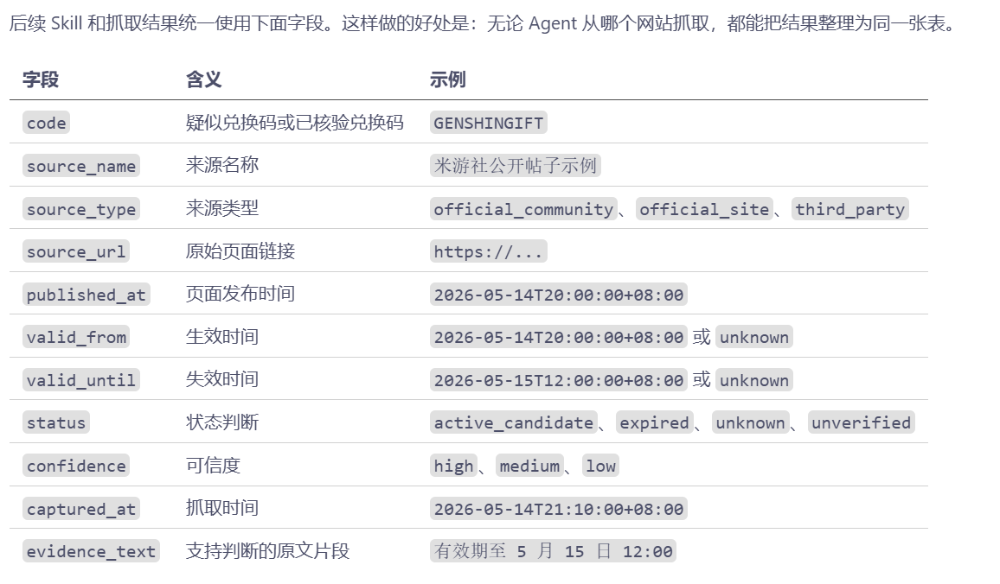 后续 Skill 和抓取结果统一使用下面字段。这样做的好处是：无论 Agent 从哪个网站抓取，都能把结果整理为同一张表。
字段 含义 示例
code 疑似兑换码或已核验兑换码 GENSHINGIFT
source_name 来源名称 米游社公开帖子示例
source_type 来源类型 official_community、official_site、third_party
source_url 原始页面链接 https://...
published_at 页面发布时间 2026-05-14T20:00:00+08:00
valid_from 生效时间 2026-05-14T20:00:00+08:00 或 unknown
valid_until 失效时间 2026-05-15T12:00:00+08:00 或 unknown
status 状态判断 active_candidate、expired、unknown、unverified
confidence 可信度 high、medium、low
captured_at 抓取时间 2026-05-14T21:10:00+08:00
evidence_text 支持判断的原文片段 有效期至 5 月 15 日 12:00